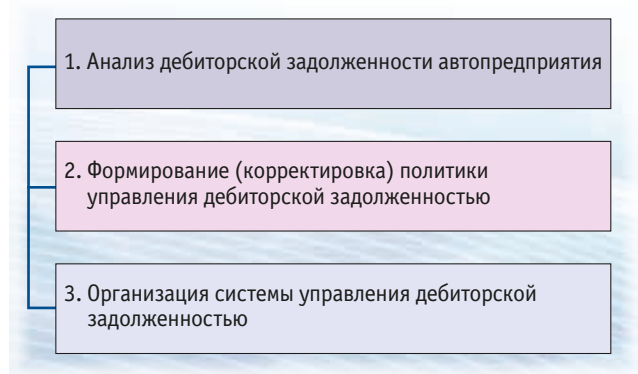 1. Анализ дебиторской задолженности автопредприятия
2. Формирование (корректировка) политики
управления дебиторской задолженностью
3. Организация системы управления дебиторской
задолженностью